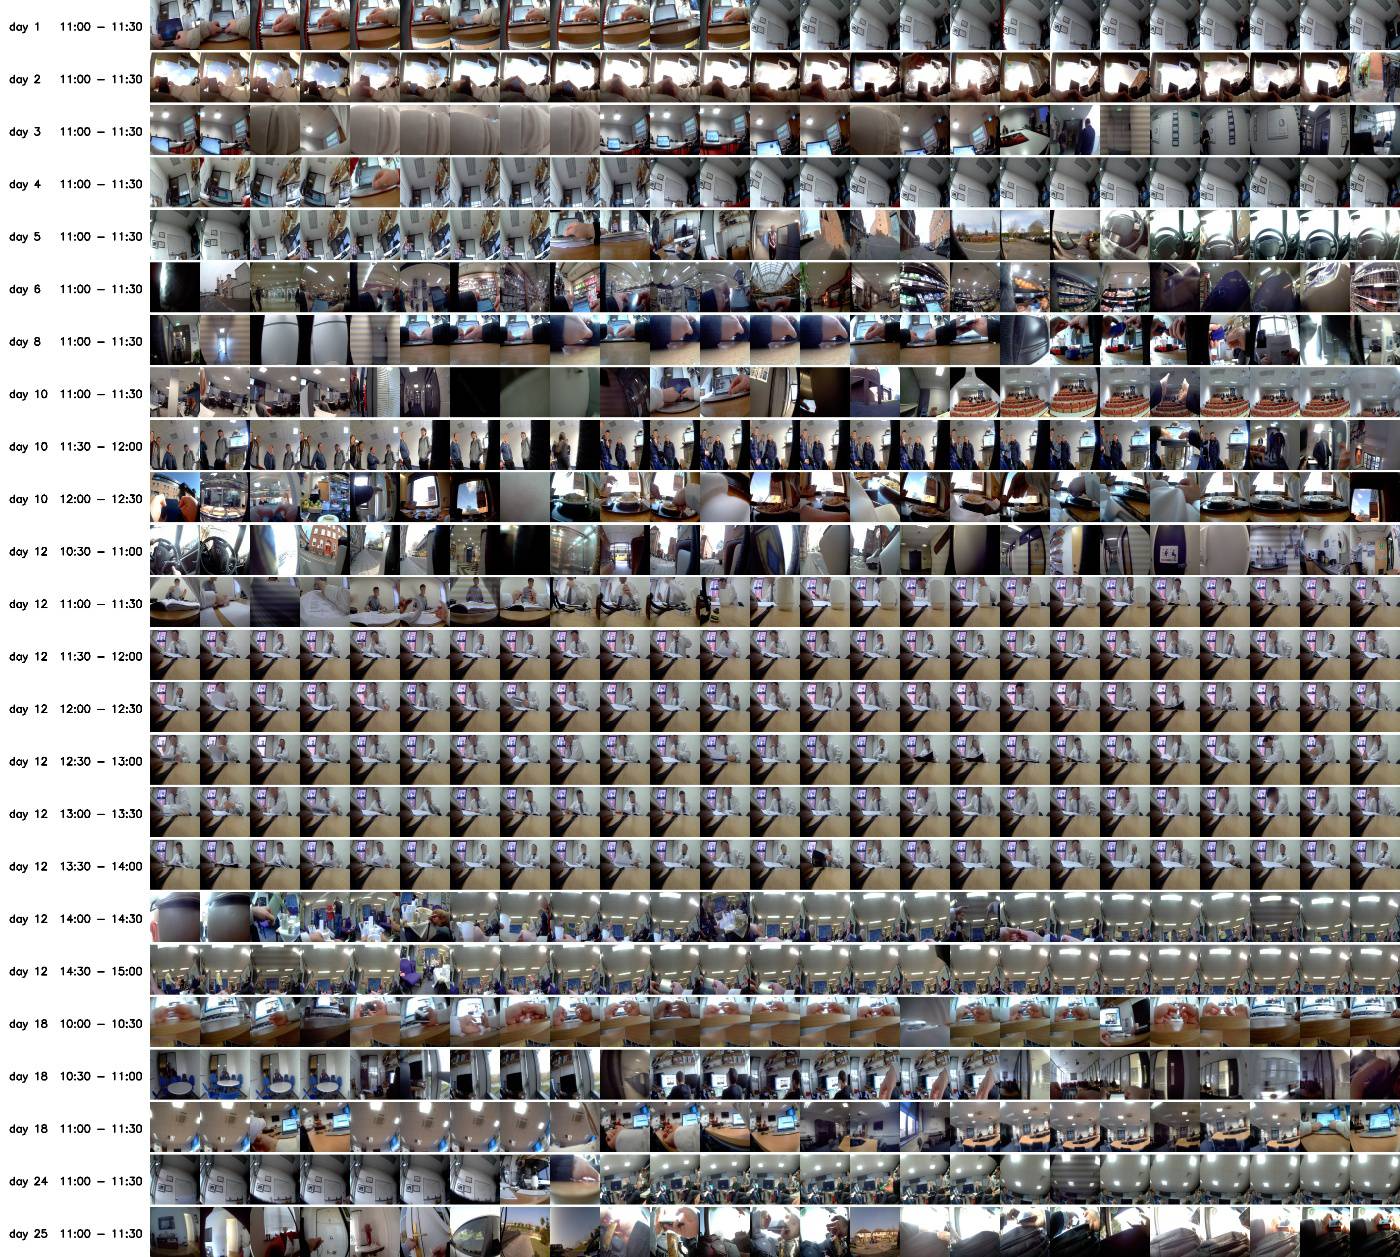 day 1 11:00 – 11:30
day 2 11:00 – 11:30
day 3 11:00 – 11:30
day 4 11:00 – 11:30
day 5 11:00 – 11:30
day 6 11:00 – 11:30
day 8 11:00 – 11:30
day 10 11:00 – 11:30
day 10 11:30 – 12:00
day 10 12:00 – 12:30
day 12 10:30 – 11:00
day 12 11:00 – 11:30
day 12 11:30 – 12:00
day 12 12:00 – 12:30
day 12 12:30 – 13:00
day 12 13:00 – 13:30
day 12 13:30 – 14:00
day 12 14:00 – 14:30
day 12 14:30 – 15:00
day 18 10:00 – 10:30
day 18 10:30 – 11:00
day 18 11:00 – 11:30
day 24 11:00 – 11:30
day 25 11:00 – 11:30